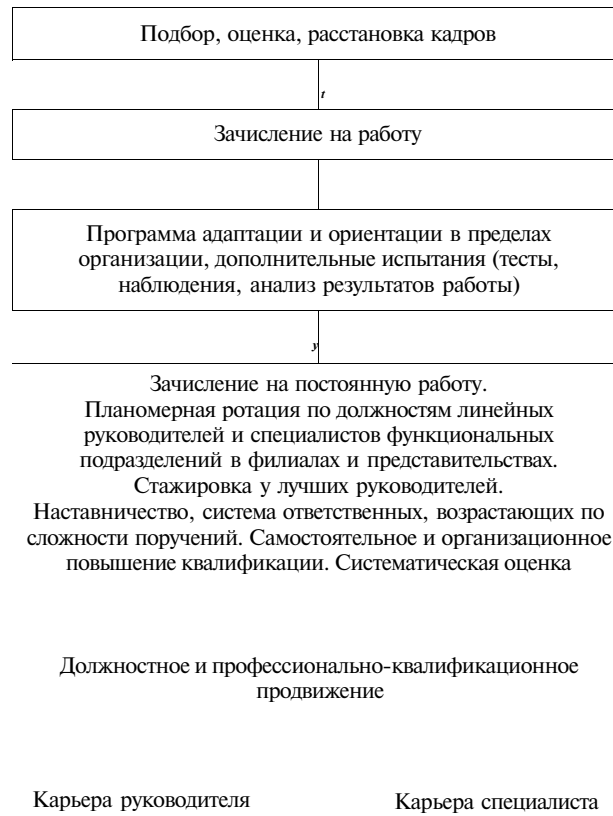 Подбор, оценка, расстановка кадров
t
Зачисление на работу
Программа адаптации и ориентации в пределах
организации, дополнительные испытания (тесты,
наблюдения, анализ результатов работы)
y
Зачисление на постоянную работу.
Планомерная ротация по должностям линейных
руководителей и специалистов функциональных
подразделений в филиалах и представительствах.
Стажировка у лучших руководителей.
Наставничество, система ответственных, возрастающих по
сложности поручений. Самостоятельное и организационное
повышение квалификации. Систематическая оценка
Должностное и профессионально-квалификационное
продвижение
Карьера руководителя
Карьера специалиста